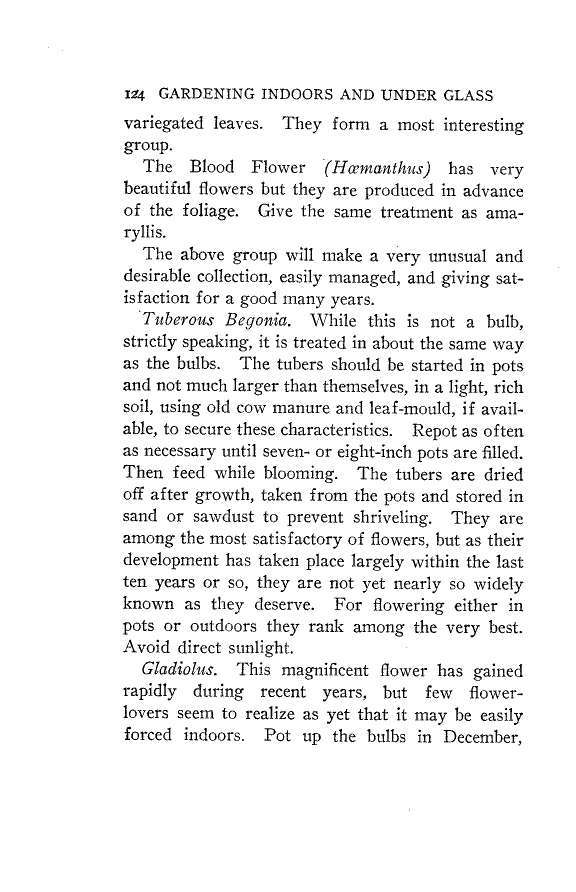 124 GARDENING INDOORS AND UNDER GLASS
variegated leaves. They form a most interesting
group.
The Blood Flower (Hœmanthus) has very
beautiful flowers but they are produced in advance
of the foliage. Give the same treatment as ama-
ryllis.
The above group will make a very unusual and
desirable collection, easily managed, and giving sat-
isfaction for a good many years.
Tuberous Begonia. While this is not a bulb,
strictly speaking, it is treated in about the same way
as the bulbs. The tubers should be started in pots
and not much larger than themselves, in a light, rich
soil, using old cow manure and leaf-mould, if avail-
able, to secure these characteristics. Repot as often
as necessary until seven- or eight-inch pots are filled.
Then feed while blooming. The tubers are dried
off after growth, taken from the pots and stored in
sand or sawdust to prevent shriveling. They are
among the most satisfactory of flowers, but as their
development has taken place largely within the last
ten years or so, they are not yet nearly so widely
known as they deserve. For flowering either in
pots or outdoors they rank among the very best.
Avoid direct sunlight.
Gladiolus. This magnificent flower has gained
rapidly during recent years, but few flower-
lovers seem to realize as yet that it may be easily
forced indoors. Pot up the bulbs in December,